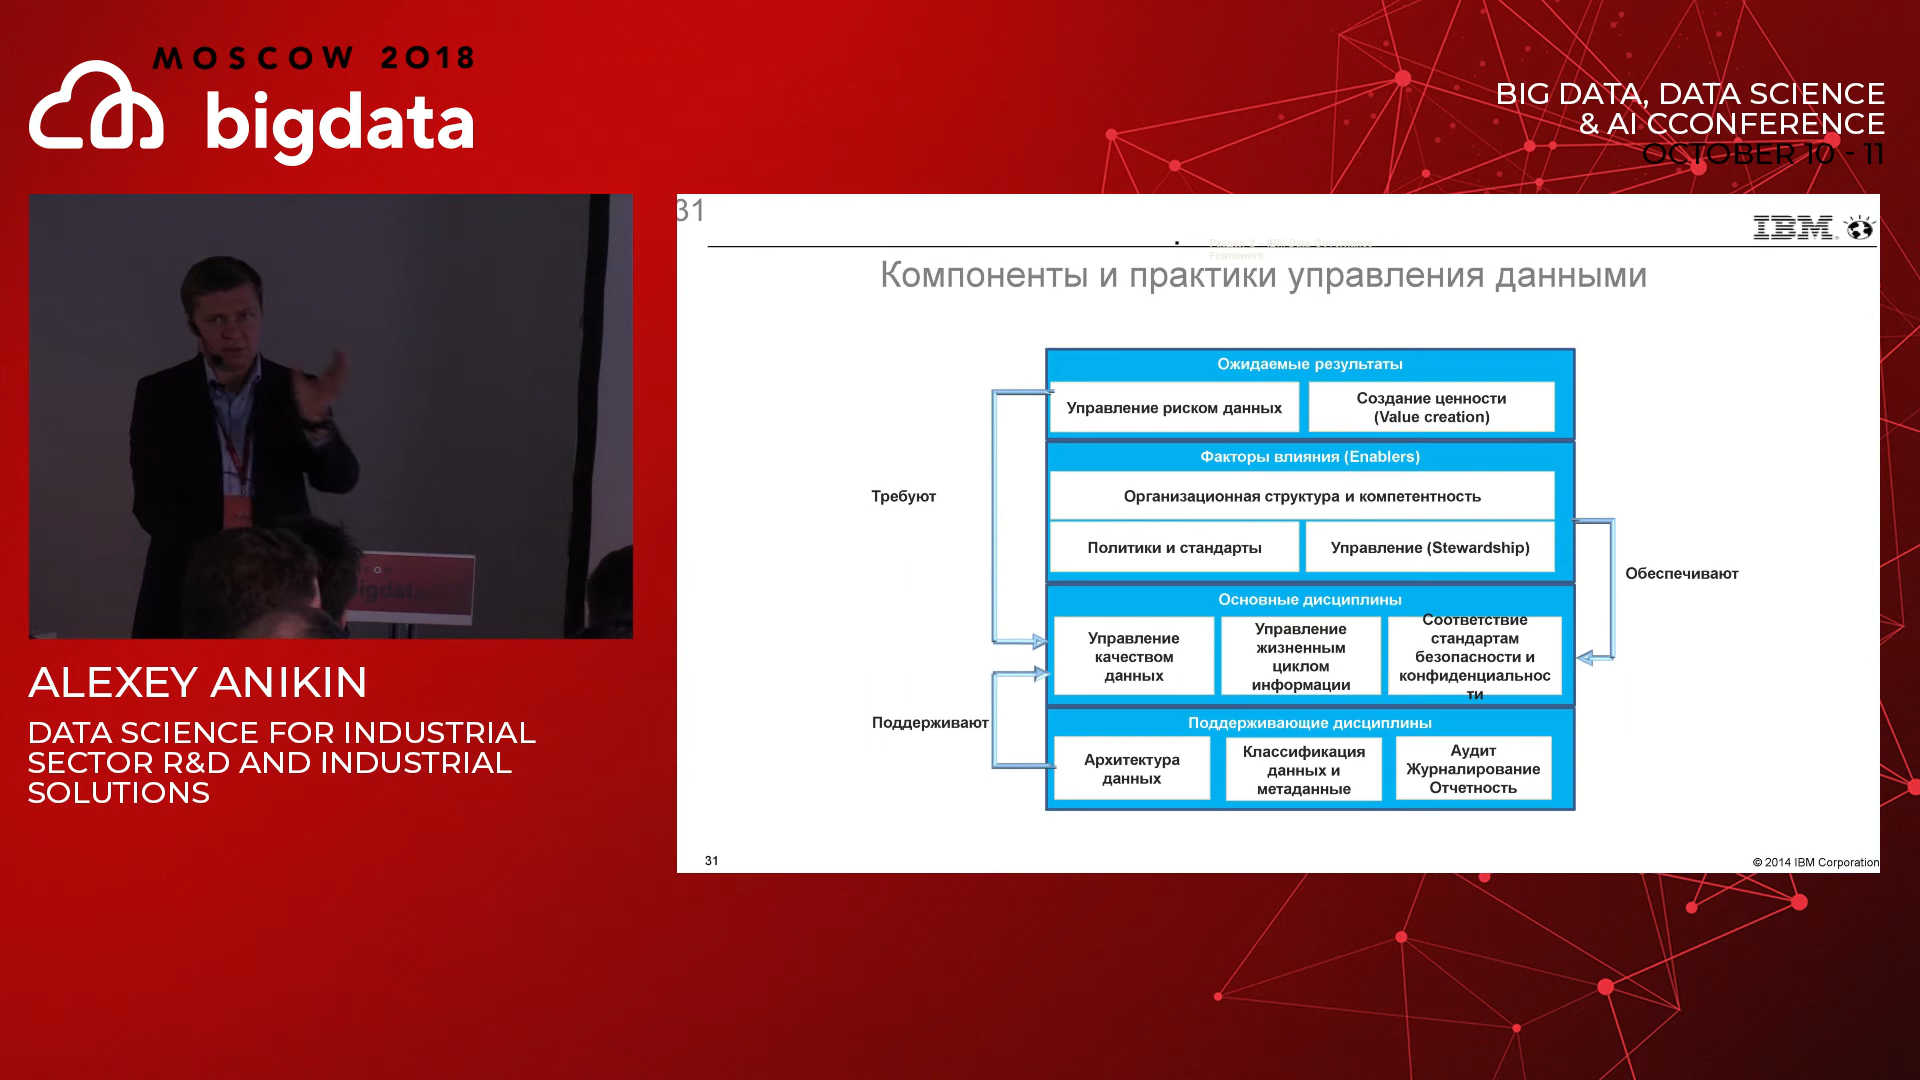 MOSCOW 2018
bigdata
BIG DATA, DATA SCIENCE
& AI CCONFERENCE
OCTOBER 10 - 11
ALEXEY ANIKIN
DATA SCIENCE FOR INDUSTRIAL
SECTOR R&D AND INDUSTRIAL
SOLUTIONS
bigdata
31
IBM
Framework
Компоненты и практики управления данными
Ожидаемые результаты
Управление риском данных
Создание ценности
(Value creation)
Факторы влияния (Enablers)
Организационная структура и компетентность
Политики и стандарты
Управление (Stewardship)
Требуют
Обеспечивают
Основные дисциплины
Управление
качеством
данных
Управление
жизненным
циклом
информации
Соответствие
стандартам
безопасности и
конфиденциальнос
ти
Поддерживают
Поддерживающие дисциплины
Архитектура
данных
Классификация
данных и
метаданные
Аудит
Журналирование
Отчетность
31
© 2014 IBM Corporation